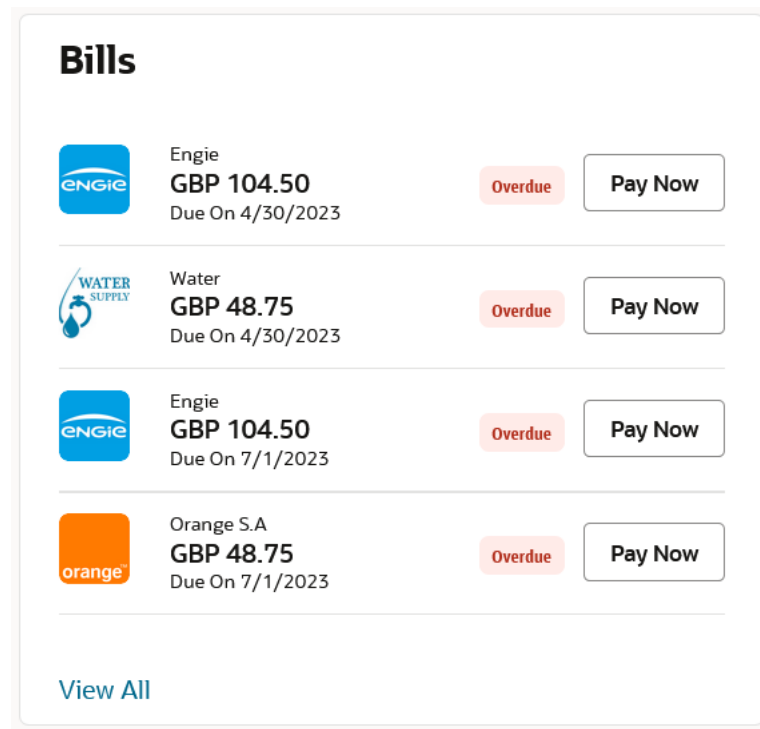 Bills
ENGIE
Engie
GBP 104.50
Due On 4/30/2023
Overdue
Pay Now
WATER
SUPPLY
Water
GBP 48.75
Due On 4/30/2023
Overdue
Pay Now
ENGIE
Engie
GBP 104.50
Due On 7/1/2023
Overdue
Pay Now
orange™
Orange S.A
GBP 48.75
Due On 7/1/2023
Overdue
Pay Now
View All